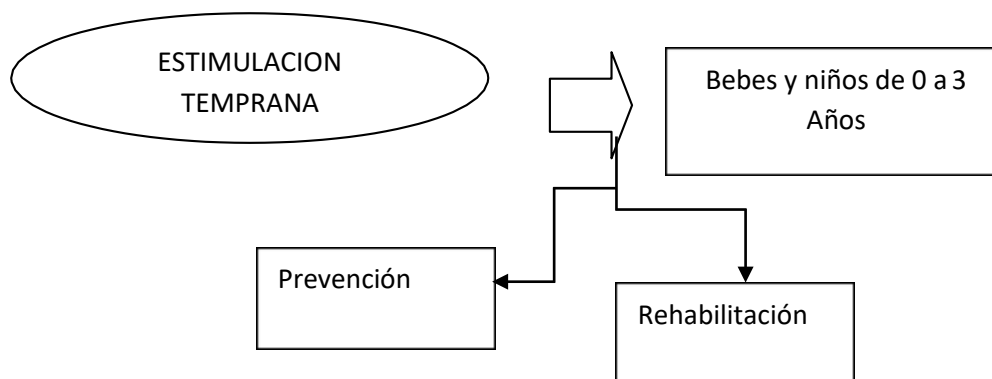 ESTIMULACION
TEMPRANA
Bebes y niños de 0 a 3
Años
Prevención
Rehabilitación